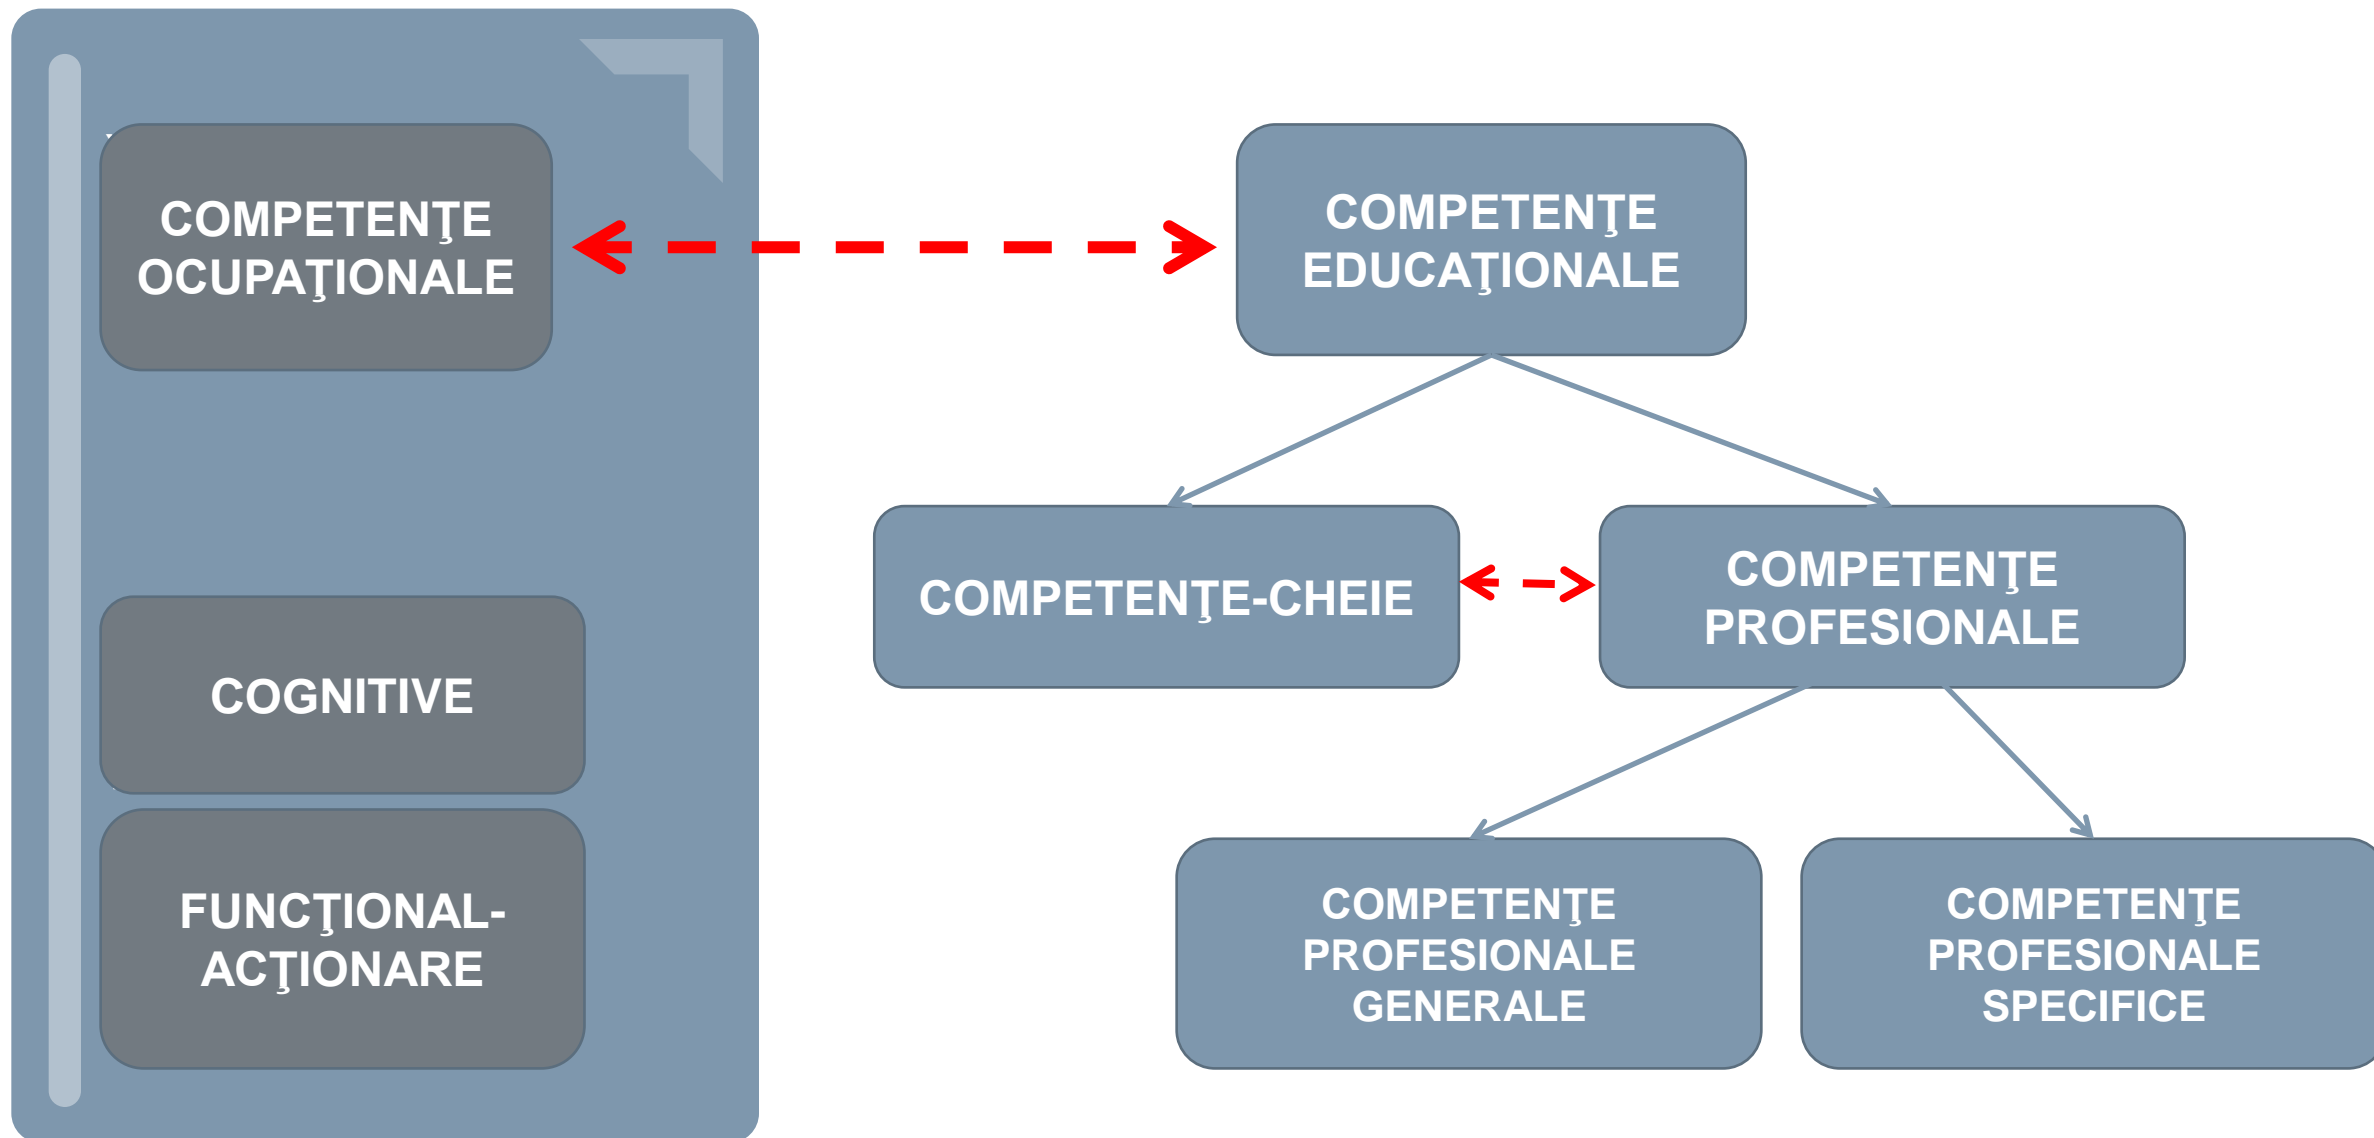 COMPETENŢE
OCUPAŢIONALE
COMPETENŢE
EDUCAŢIONALE
COMPETENŢE-CHEIE
COMPETENŢE
PROFESIONALE
COGNITIVE
FUNCŢIONAL-
ACŢIONARE
COMPETENŢE
PROFESIONALE
GENERALE
COMPETENŢE
PROFESIONALE
SPECIFICE